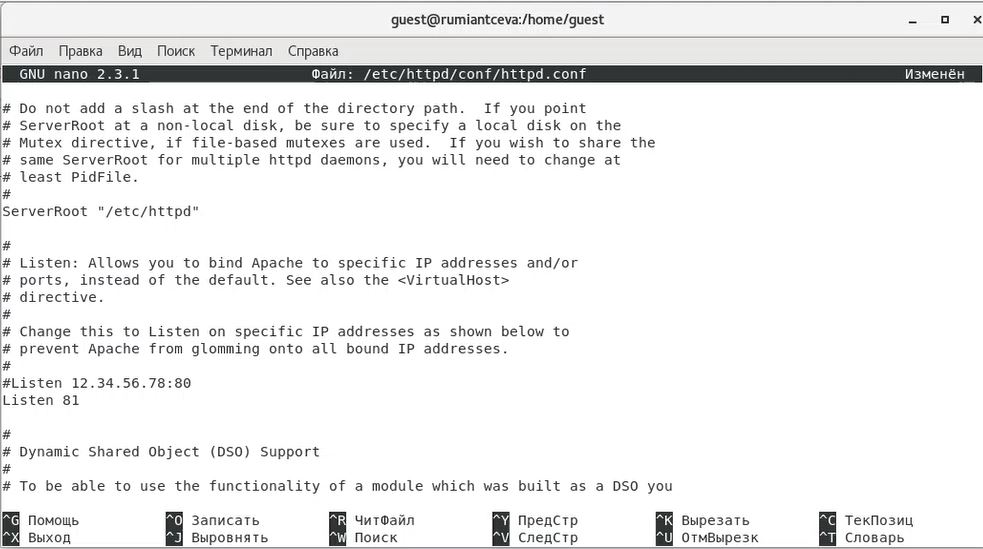 guest@rumiantceva:/home/guest
Файл Правка Вид Поиск Терминал Справка
GNU nano 2.3.1 Файл: /etc/httpd/conf/httpd.conf Изменён
# Do not add a slash at the end of the directory path.  If you point
# ServerRoot at a non-local disk, be sure to specify a local disk on the
# Mutex directive, if file-based mutexes are used.  If you wish to share the
# same ServerRoot for multiple httpd daemons, you will need to change at
# least PidFile.
#
ServerRoot "/etc/httpd"
#
# Listen: Allows you to bind Apache to specific IP addresses and/or
# ports, instead of the default. See also the <VirtualHost>
# directive.
#
# Change this to Listen on specific IP addresses as shown below to
# prevent Apache from glomming onto all bound IP addresses.
#
#Listen 12.34.56.78:80
Listen 81
#
# Dynamic Shared Object (DSO) Support
#
# To be able to use the functionality of a module which was built as a DSO you
^G Помощь ^O Записать ^R ЧитФайл ^Y ПредСтр ^K Вырезать ^C ТекПозиц
^X Выход ^J Выровнять ^W Поиск ^V СледСтр ^U ОтмВырезк ^T Словарь